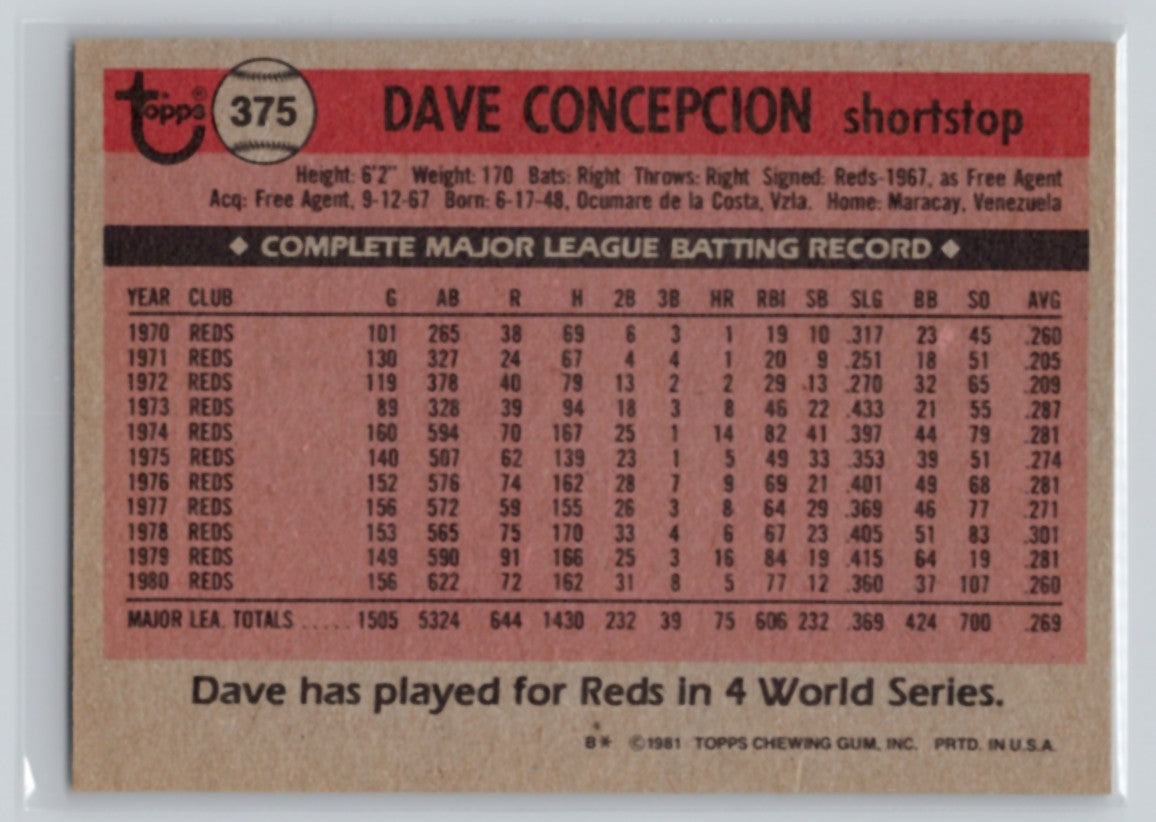 topps® 375 DAVE CONCEPCION shortstop
Height: 6'2" Weight: 170 Bats: Right Throws: Right Signed: Reds-1967, as Free Agent
Acq: Free Agent, 9-12-67 Born: 6-17-48, Ocumare de la Costa, Vzla. Home: Maracay, Venezuela
◆ COMPLETE MAJOR LEAGUE BATTING RECORD ◆
YEAR CLUB G AB R H 2B 3B HR RBI SB SLG BB SO AVG
1970 REDS 101 265 38 69 6 3 1 19 10 .317 23 45 .260
1971 REDS 130 327 24 67 4 4 1 20 9 .251 18 51 .205
1972 REDS 119 378 40 79 13 2 2 29 13 .270 32 65 .209
1973 REDS 89 328 39 94 18 3 8 46 22 .433 21 55 .287
1974 REDS 160 594 70 167 25 1 14 82 41 .397 44 79 .281
1975 REDS 140 507 62 139 23 1 5 49 33 .353 39 51 .274
1976 REDS 152 576 74 162 28 7 9 69 21 .401 49 68 .281
1977 REDS 156 572 59 155 26 3 8 64 29 .369 46 77 .271
1978 REDS 153 565 75 170 33 4 6 67 23 .405 51 83 .301
1979 REDS 149 590 91 166 25 3 16 84 19 .415 64 19 .281
1980 REDS 156 622 72 162 31 8 5 77 12 .360 37 107 .260
MAJOR LEA. TOTALS ..... 1505 5324 644 1430 232 39 75 606 232 .369 424 700 .269
Dave has played for Reds in 4 World Series.
B* ©1981 TOPPS CHEWING GUM, INC. PRTD. IN U.S.A.